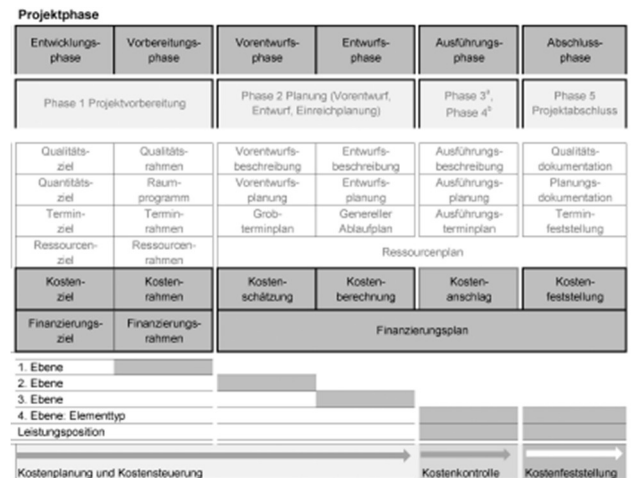 Projektphase
Entwicklungs-
phase
Vorbereitungs-
phase
Vorentwurfs-
phase
Entwurfs-
phase
Ausführungs-
phase
Abschluss-
phase
Phase 1 Projektvorbereitung
Phase 2 Planung (Vorentwurf,
Entwurf, Einreichplanung)
Phase 3ᵃ,
Phase 4ᵇ
Phase 5
Projektabschluss
Qualitäts-
ziel
Qualitäts-
rahmen
Vorentwurfs-
beschreibung
Entwurfs-
beschreibung
Ausführungs-
beschreibung
Qualitäts-
dokumentation
Quantitäts-
ziel
Raum-
programm
Vorentwurfs-
planung
Entwurfs-
planung
Ausführungs-
planung
Planungs-
dokumentation
Termin-
ziel
Termin-
rahmen
Grob-
terminplan
Genereller
Ablaufplan
Ausführungs-
terminplan
Termin-
feststellung
Ressourcen-
ziel
Ressourcen-
rahmen
Ressourcenplan
Kosten-
ziel
Kosten-
rahmen
Kosten-
schätzung
Kosten-
berechnung
Kosten-
anschlag
Kosten-
feststellung
Finanzierungs-
ziel
Finanzierungs-
rahmen
Finanzierungsplan
1. Ebene
2. Ebene
3. Ebene
4. Ebene: Elementtyp
Leistungsposition
Kostenplanung und Kostensteuerung
Kostenkontrolle
Kostenfeststellung